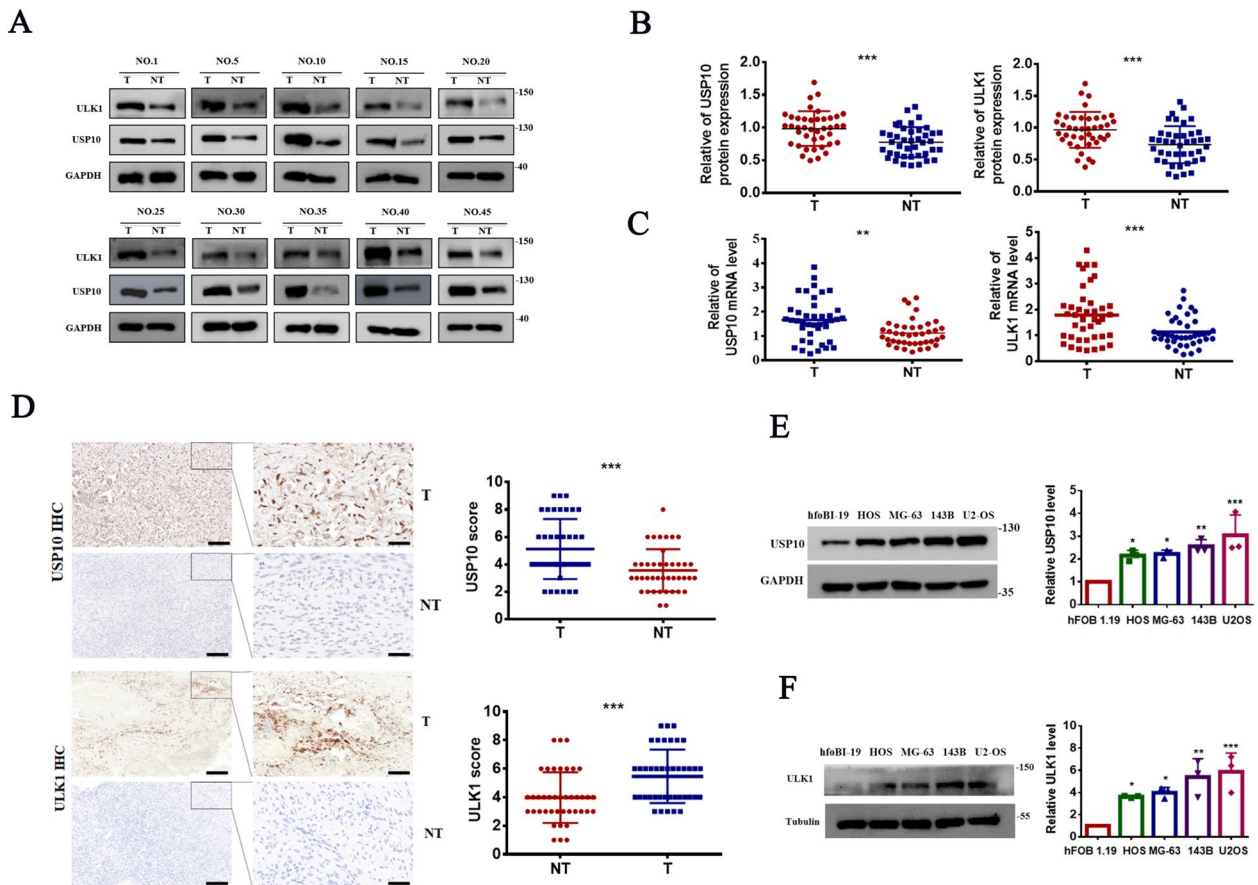 A
NO.1 NO.5 NO.10 NO.15 NO.20
T NT T NT T NT T NT T NT
ULK1 -150
USP10 -130
GAPDH -40
NO.25 NO.30 NO.35 NO.40 NO.45
T NT T NT T NT T NT T NT
ULK1 -150
USP10 -130
GAPDH -40
B
Relative of USP10
protein expression
2.0
1.5
1.0
0.5
0.0
***
T NT
Relative of ULK1
protein expression
2.0
1.5
1.0
0.5
0.0
***
T NT
C
Relative of
USP10 mRNA level
5
4
3
2
1
0
**
T NT
Relative of
ULK1 mRNA level
5
4
3
2
1
0
***
T NT
D
USP10 IHC
T
NT
ULK1 IHC
T
NT
USP10 score
10
8
6
4
2
0
***
T NT
ULK1 score
10
8
6
4
2
0
***
NT T
E
hfoBI-19 HOS MG-63 143B U2-OS
USP10 -130
GAPDH -35
Relative USP10 level
5
4
3
2
1
0
* * ** ***
hFOB 1.19 HOS MG-63 143B U2OS
F
hfoBI-19 HOS MG-63 143B U2-OS
ULK1 -150
Tubulin -55
Relative ULK1 level
10
8
6
4
2
0
* * ** ***
hFOB 1.19 HOS MG-63 143B U2OS